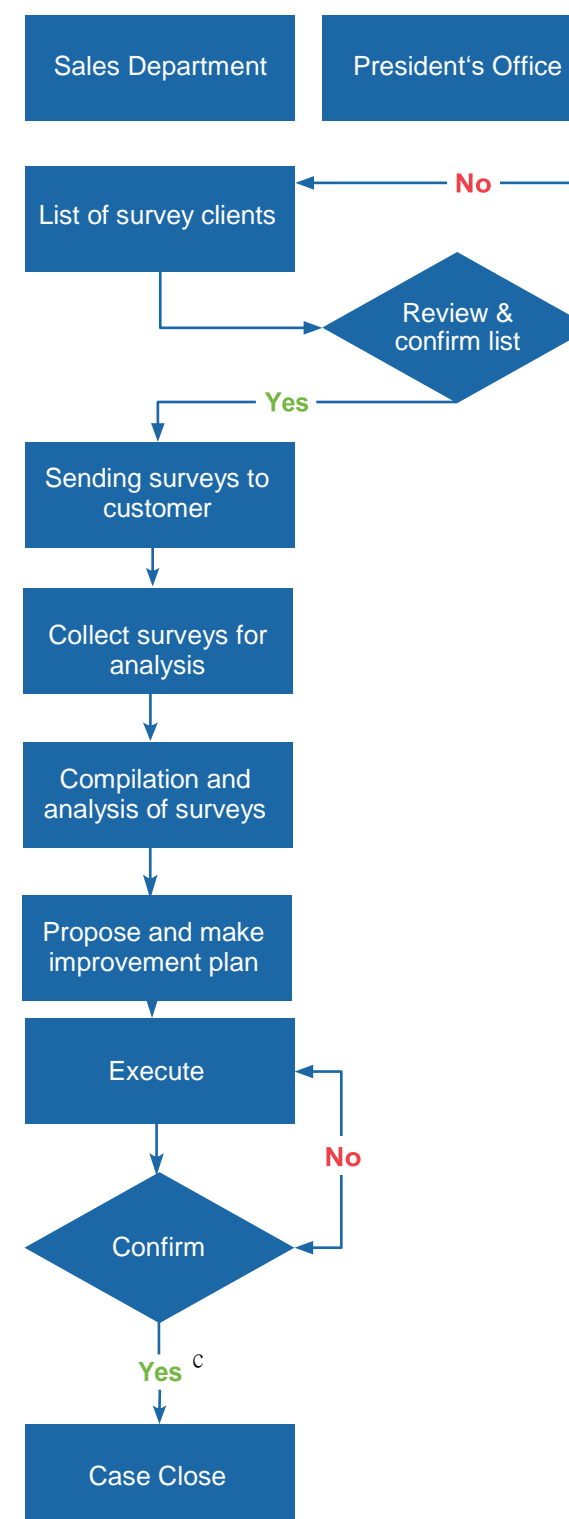 Sales Department
President‘s Office
No
List of survey clients
Review &
confirm list
Yes
Sending surveys to
customer
Collect surveys for
analysis
Compilation and
analysis of surveys
Propose and make
improvement plan
Execute
No
Confirm
Yes
C
Case Close